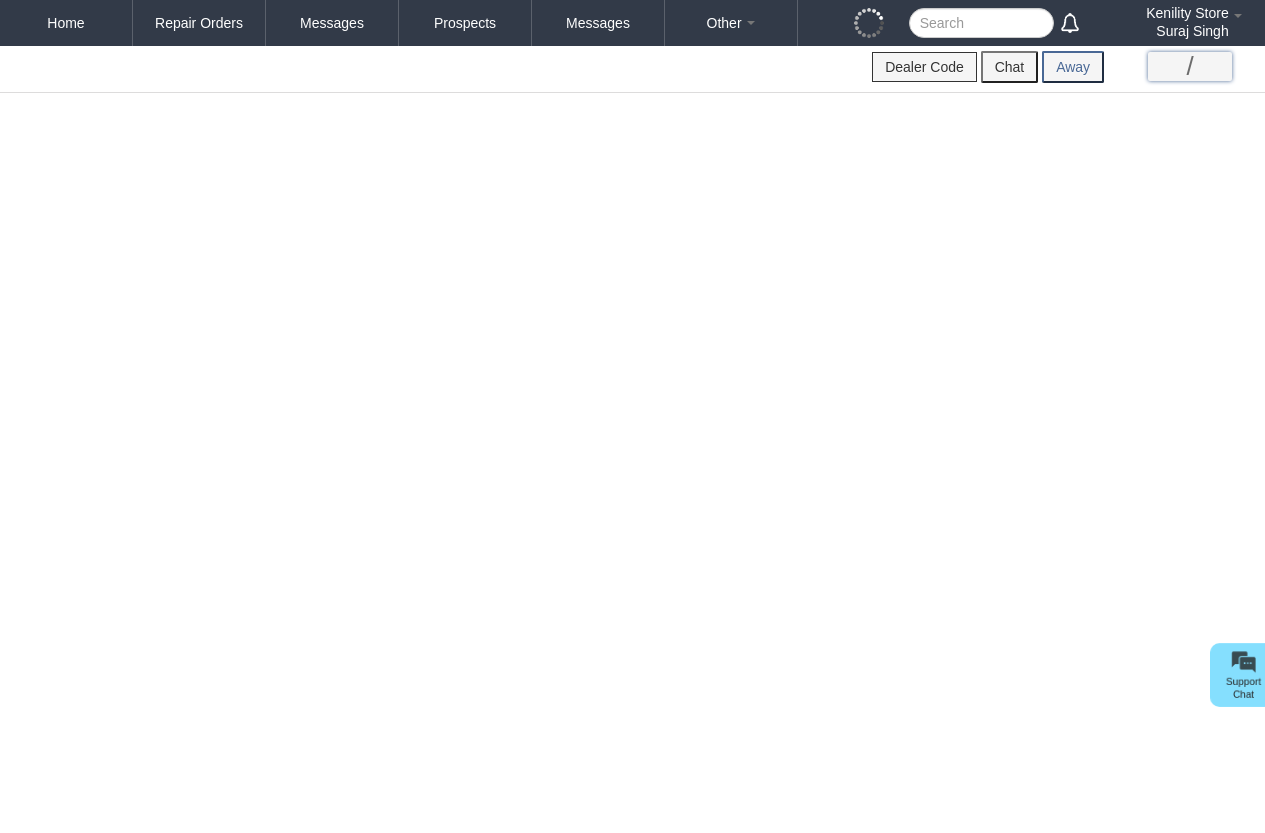 Home Repair Orders Messages Prospects Messages Other Search Kenility Store
Suraj Singh
Dealer Code Chat Away /
Support
Chat